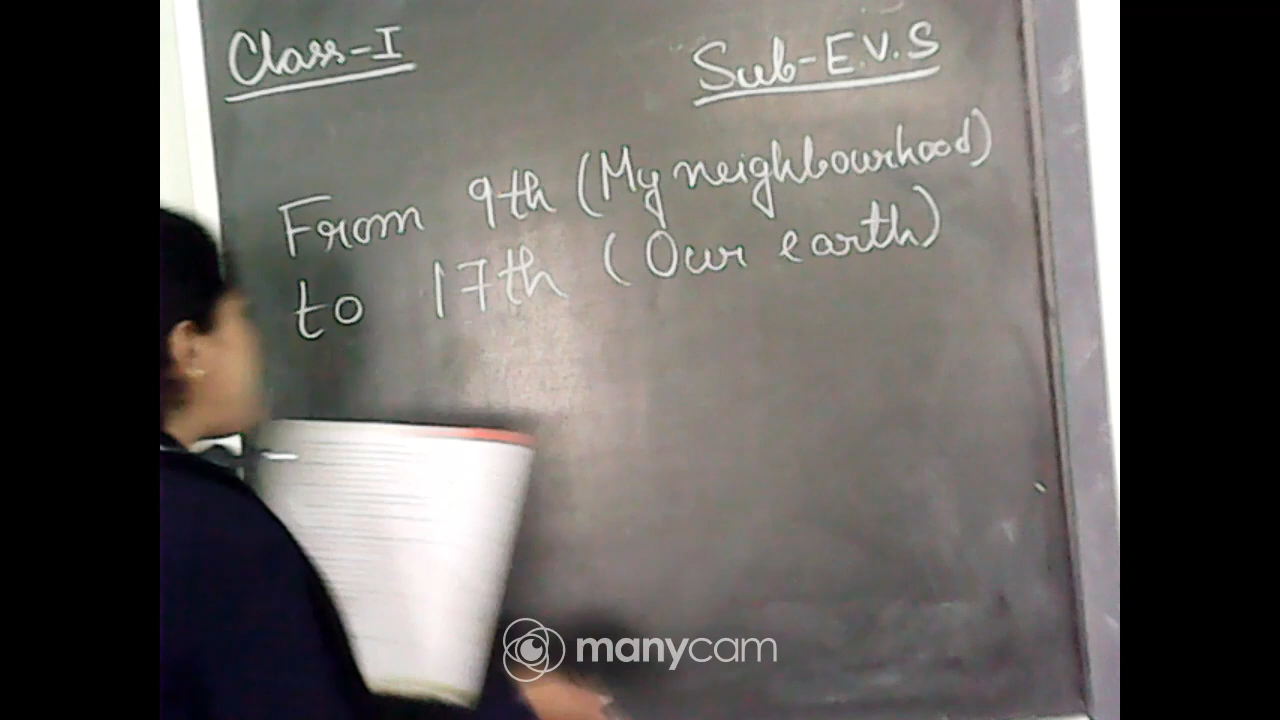 Class-I
Sub-E.V.S
From 9th (My neighbourhood)
to 17th (Our earth)
manycam